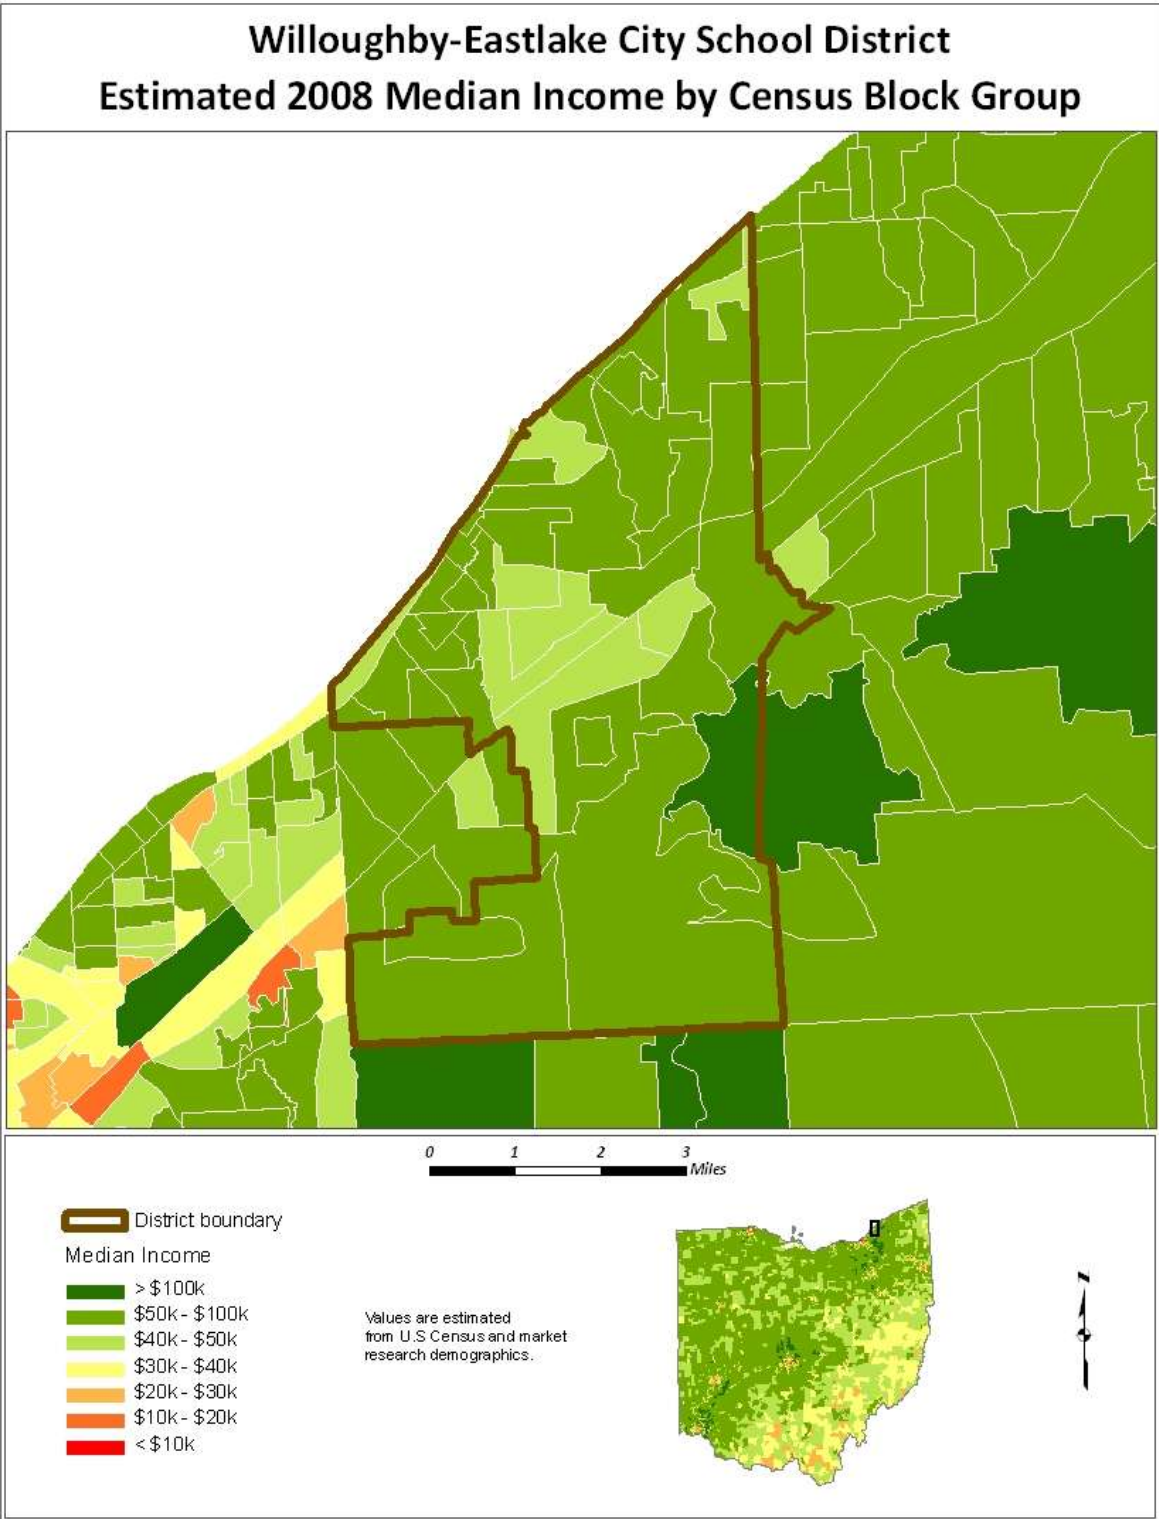 Willoughby-Eastlake City School District
Estimated 2008 Median Income by Census Block Group
0 1 2 3
Miles
District boundary
Median Income
> $100k
$50k - $100k
$40k - $50k
$30k - $40k
$20k - $30k
$10k - $20k
< $10k
Values are estimated
from U.S Census and market
research demographics.
N